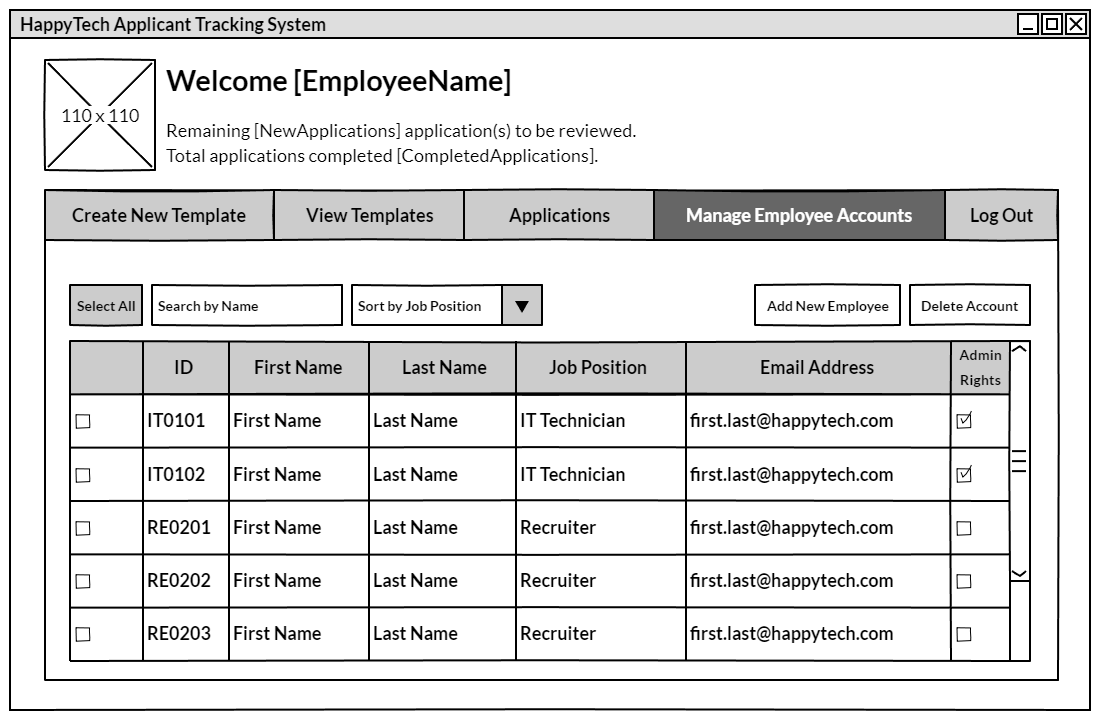 HappyTech Applicant Tracking System
110 x 110
Welcome [EmployeeName]
Remaining [NewApplications] application(s) to be reviewed.
Total applications completed [CompletedApplications].
Create New Template View Templates Applications Manage Employee Accounts Log Out
Select All Search by Name Sort by Job Position Add New Employee Delete Account
ID First Name Last Name Job Position Email Address Admin Rights
IT0101 First Name Last Name IT Technician first.last@happytech.com
IT0102 First Name Last Name IT Technician first.last@happytech.com
RE0201 First Name Last Name Recruiter first.last@happytech.com
RE0202 First Name Last Name Recruiter first.last@happytech.com
RE0203 First Name Last Name Recruiter first.last@happytech.com